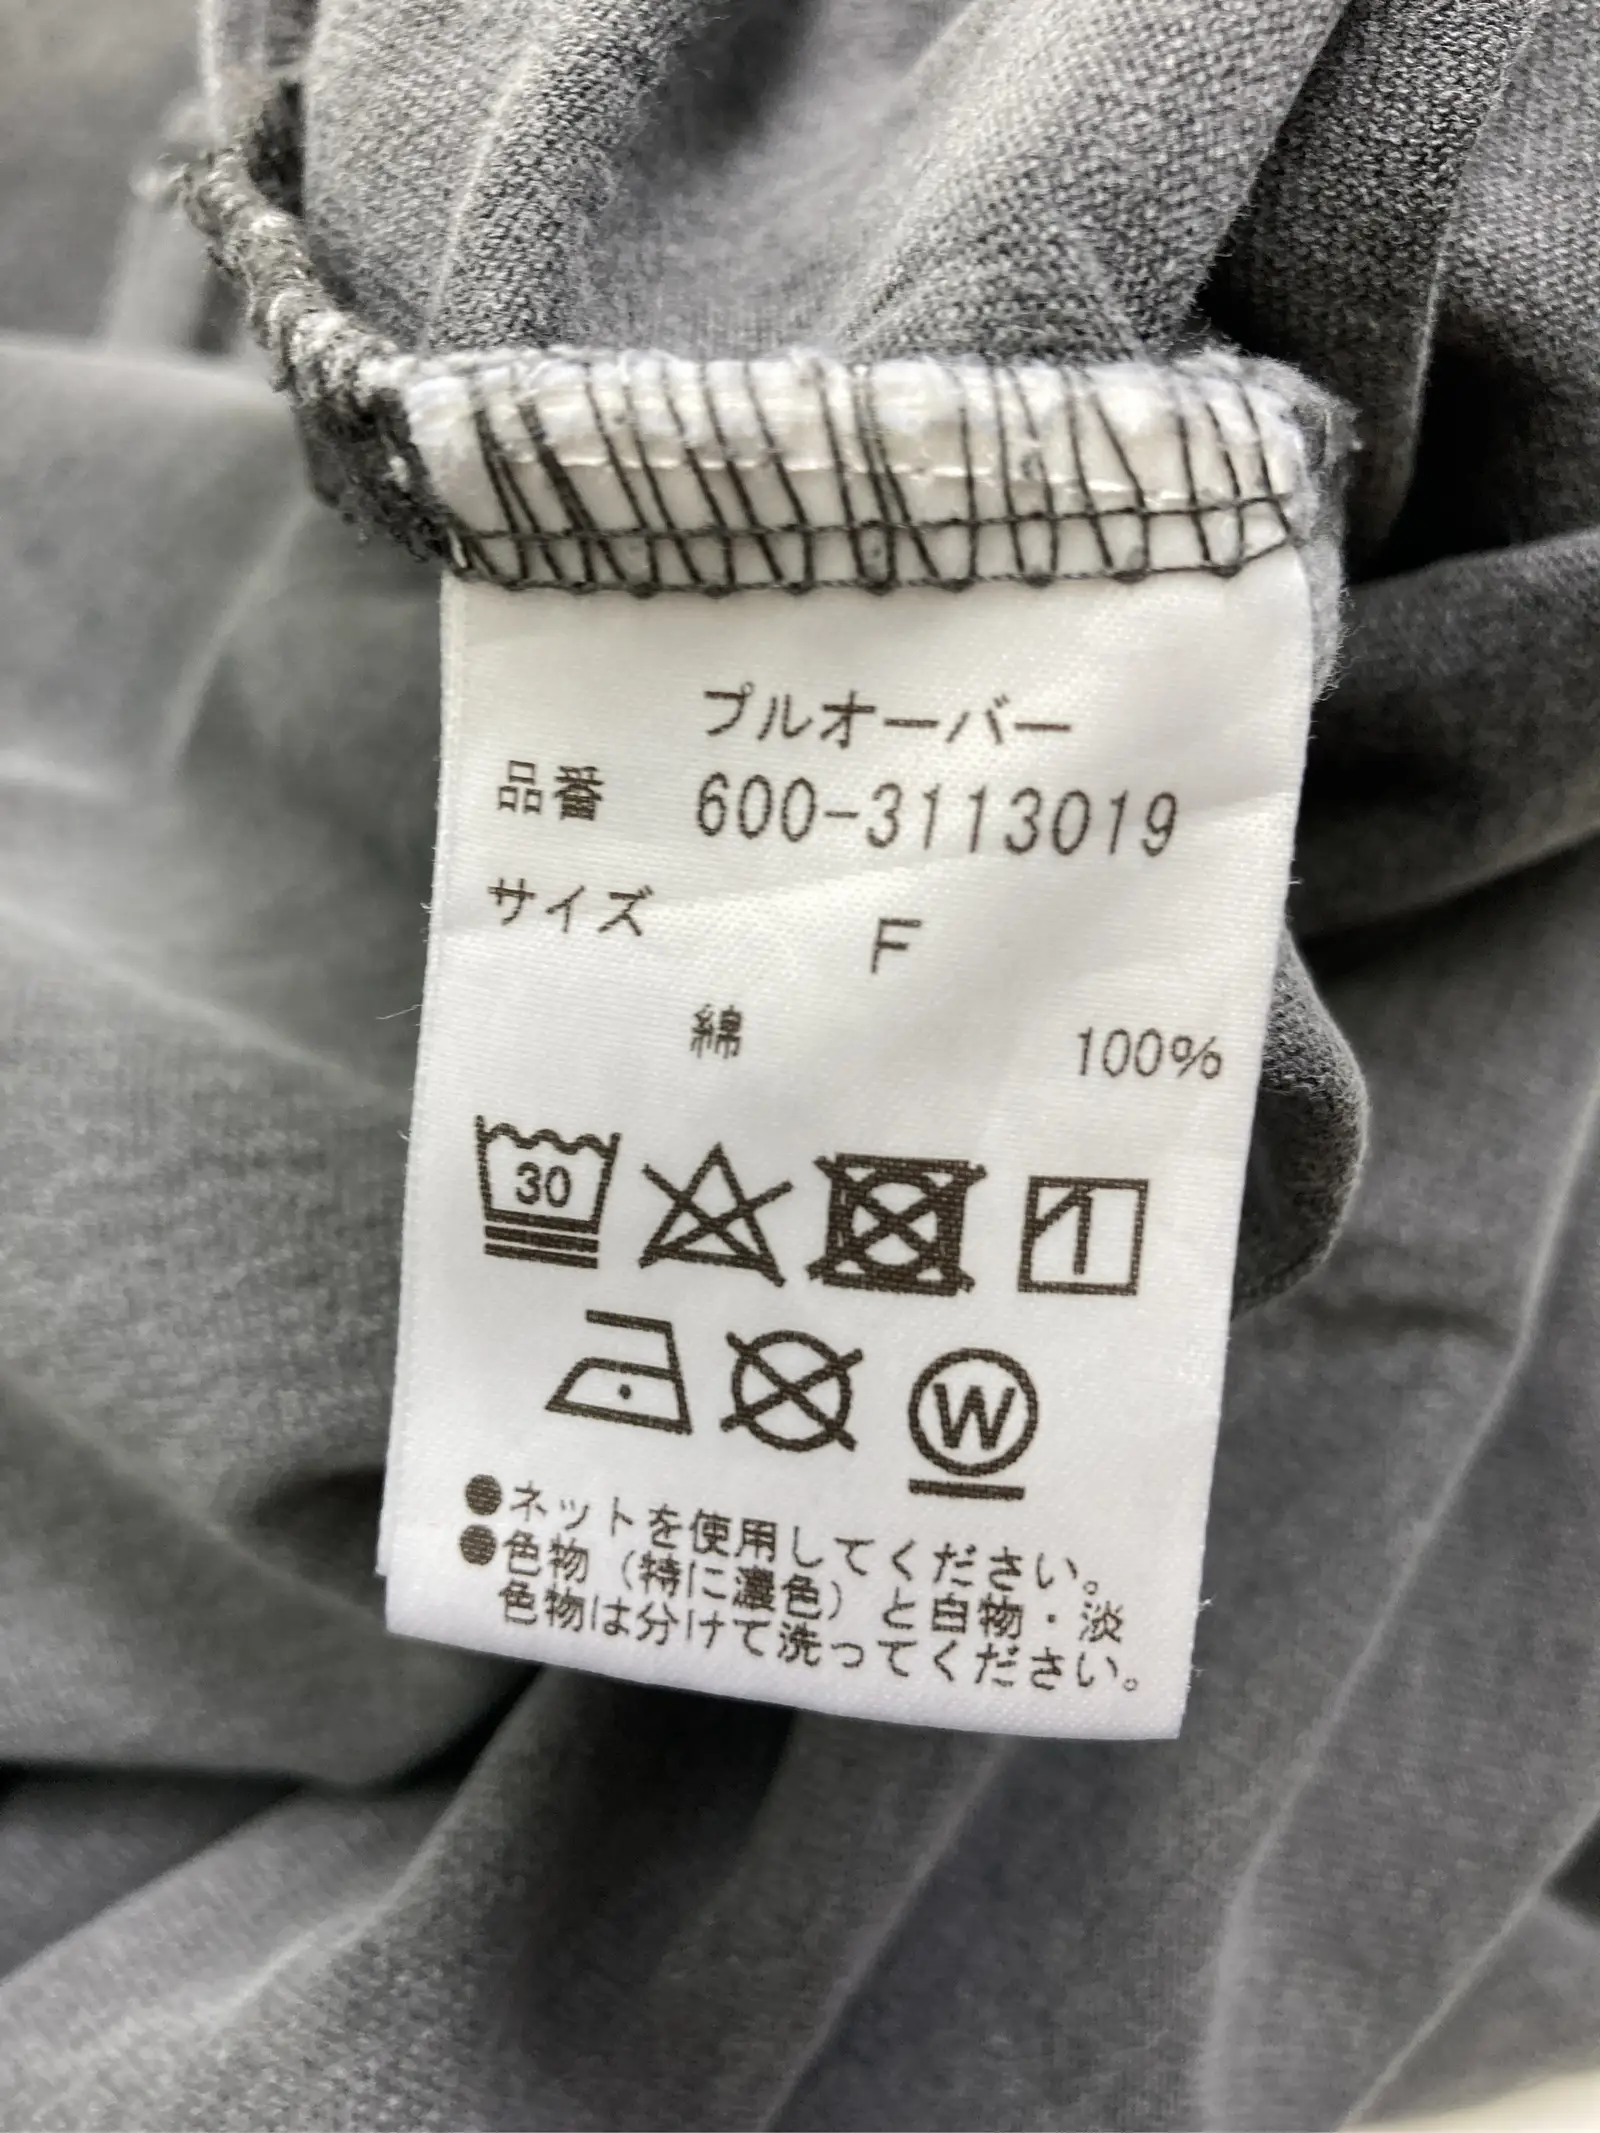 プルオーバー
品番 600-3113019
サイズ F
綿 100%
30
W
●ネットを使用してください。
●色物（特に濃色）と白物・淡
色物は分けて洗ってください。